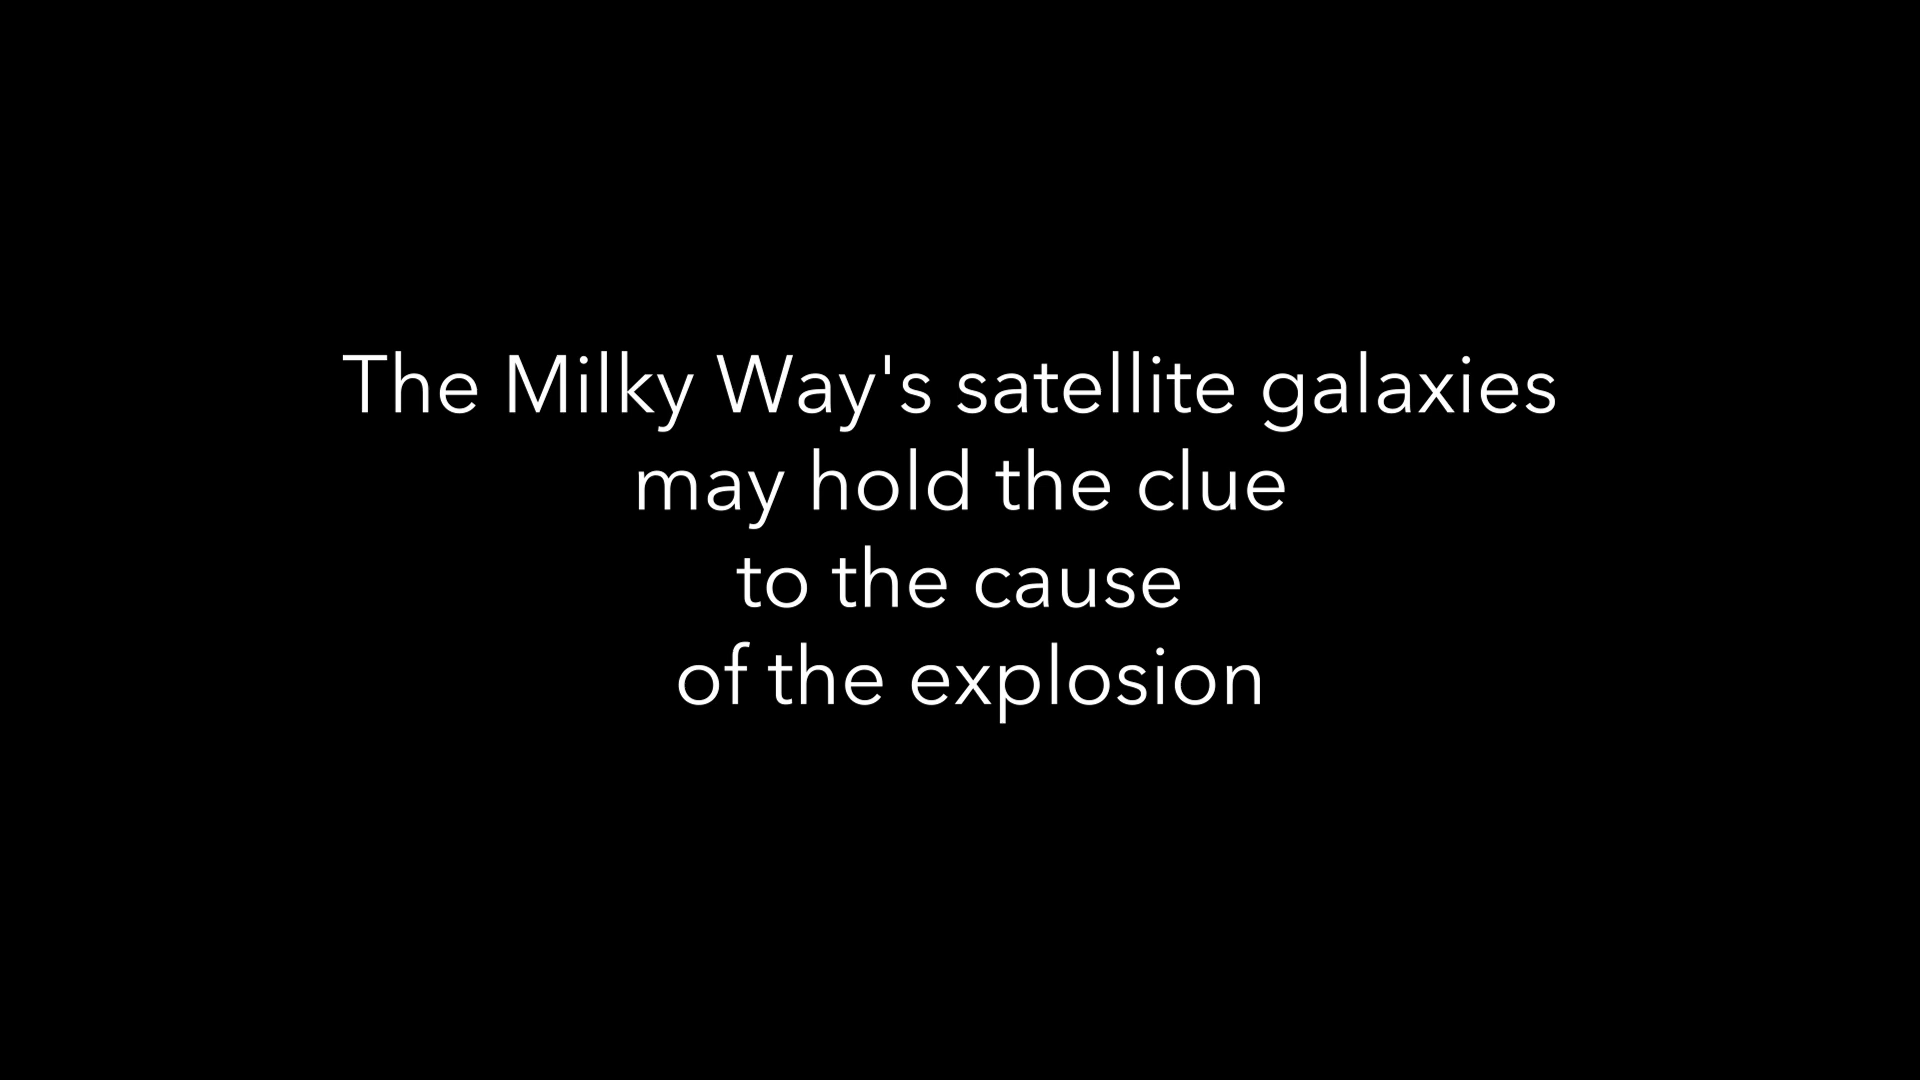 The Milky Way's satellite galaxies
may hold the clue
to the cause
of the explosion